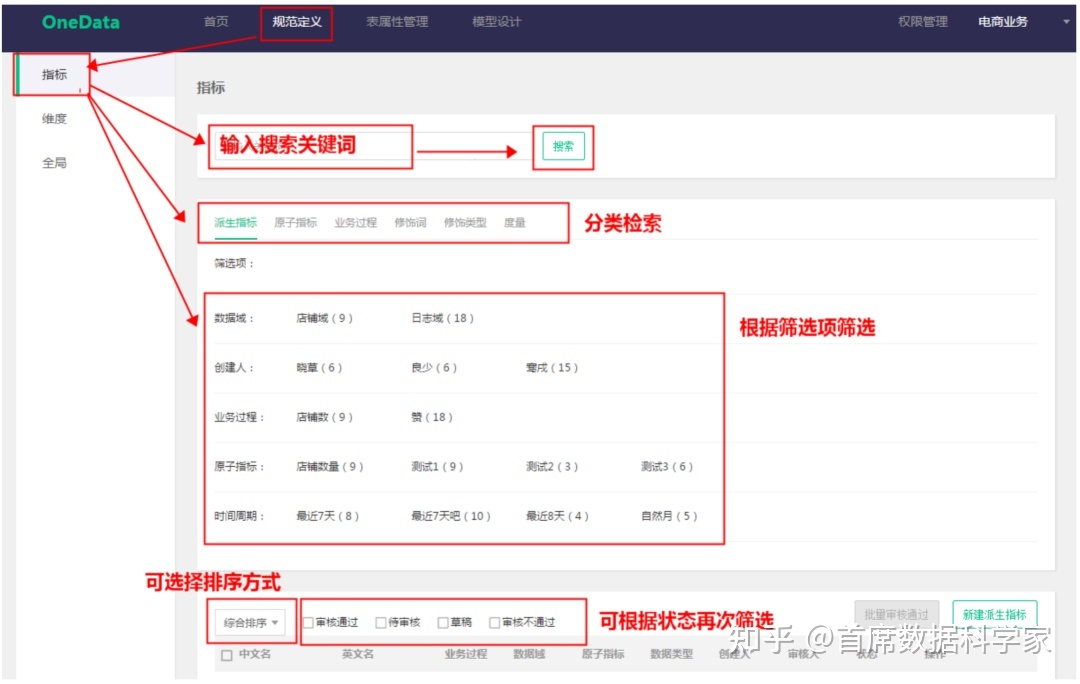 OneData 首页 规范定义 表属性管理 模型设计 权限管理 电商业务
指标
维度
全局
指标
输入搜索关键词 搜索
派生指标 原子指标 业务过程 修饰词 修饰类型 度量 分类检索
筛选项：
数据域： 店铺域（9） 日志域（18）
根据筛选项筛选
创建人： 晓草（6） 良少（6） 骞戌（15）
业务过程： 店铺数（9） 赞（18）
原子指标： 店铺数量（9） 测试1（9） 测试2（3） 测试3（6）
时间周期： 最近7天（8） 最近7天吧（10） 最近8天（4） 自然月（5）
可选择排序方式
综合排序 审核通过 待审核 草稿 审核不通过 可根据状态再次筛选 批量审核通过 新建派生指标
知乎 @首席数据科学家
中文名 英文名 业务过程 数据域 原子指标 数据类型 创建人 审核人 状态 操作